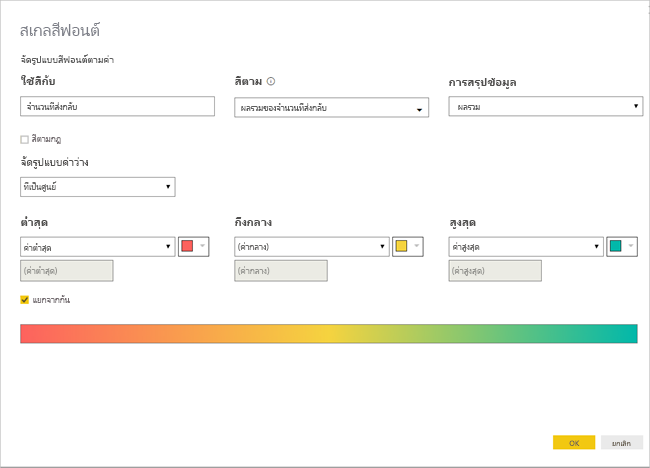 สเกลสีฟอนต์
จัดรูปแบบสีฟอนต์ตามค่า
ใช้สีกับ
สีตาม
การสรุปข้อมูล
จำนวนที่ส่งกลับ
ผลรวมของจำนวนที่ส่งกลับ
ผลรวม
สีตามกฎ
จัดรูปแบบค่าว่าง
ที่เป็นศูนย์
ต่ำสุด
กึ่งกลาง
สูงสุด
ค่าต่ำสุด
(ค่ากลาง)
ค่าสูงสุด
(ค่าต่ำสุด)
(ค่ากลาง)
(ค่าสูงสุด)
แยกจากกัน
OK
ยกเลิก